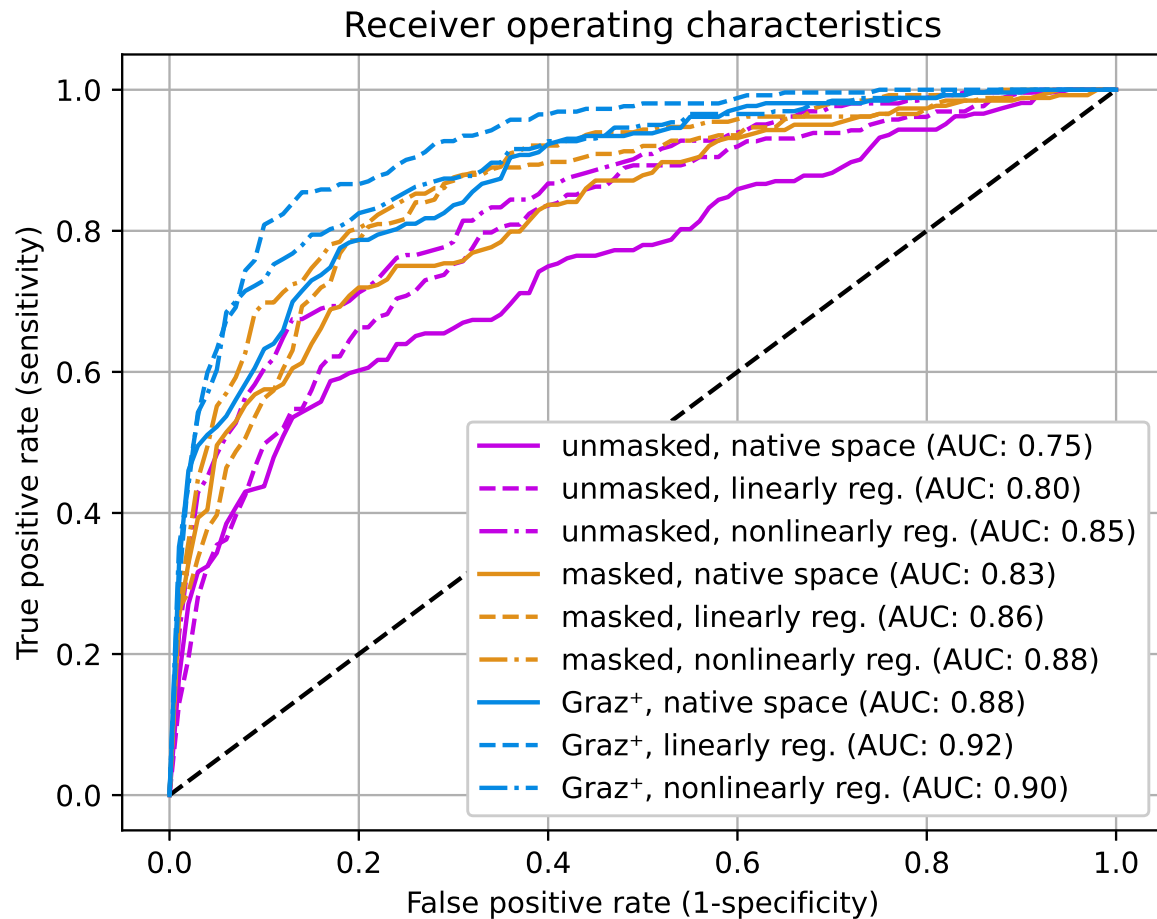 Receiver operating characteristics
1.0
0.8
0.6
0.4
0.2
0.0
True positive rate (sensitivity)
unmasked, native space (AUC: 0.75)
unmasked, linearly reg. (AUC: 0.80)
unmasked, nonlinearly reg. (AUC: 0.85)
masked, native space (AUC: 0.83)
masked, linearly reg. (AUC: 0.86)
masked, nonlinearly reg. (AUC: 0.88)
Graz⁺, native space (AUC: 0.88)
Graz⁺, linearly reg. (AUC: 0.92)
Graz⁺, nonlinearly reg. (AUC: 0.90)
0.0 0.2 0.4 0.6 0.8 1.0
False positive rate (1-specificity)